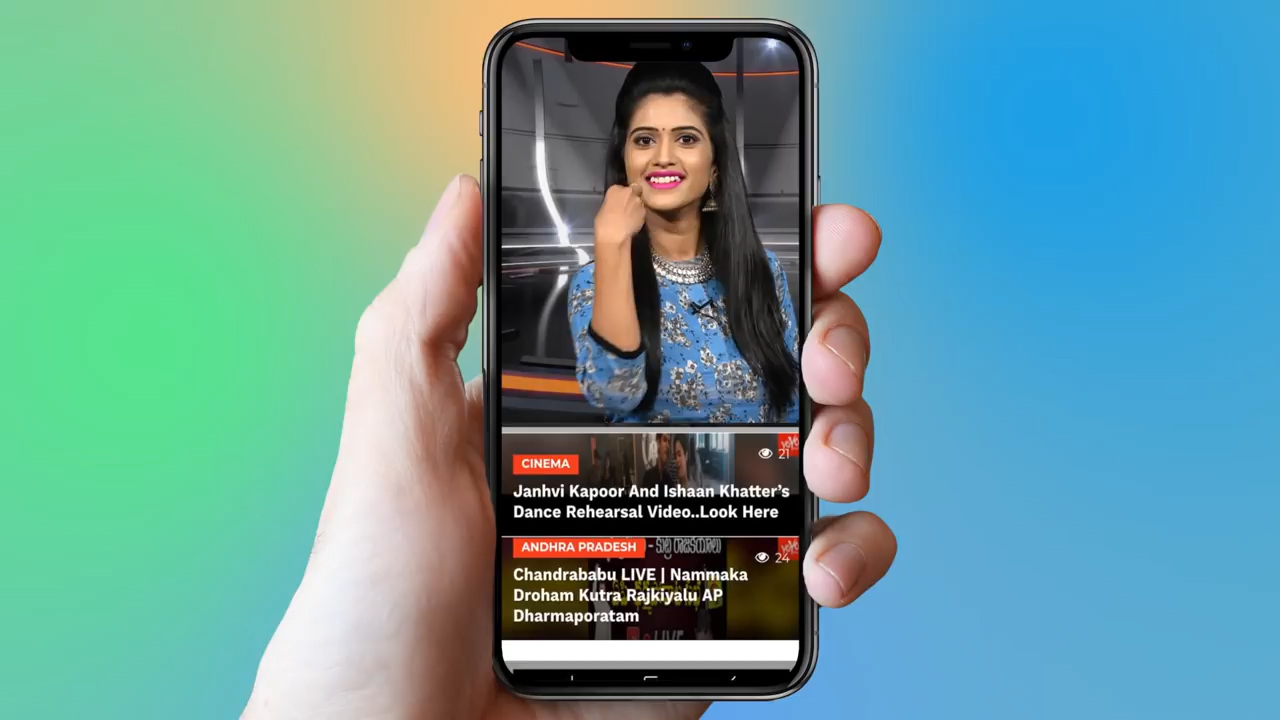 CINEMA
21
Janhvi Kapoor And Ishaan Khatter's
Dance Rehearsal Video..Look Here
ANDHRA PRADESH
24
Chandrababu LIVE | Nammaka
Droham Kutra Rajkiyalu AP
Dharmaporatam
LIVE